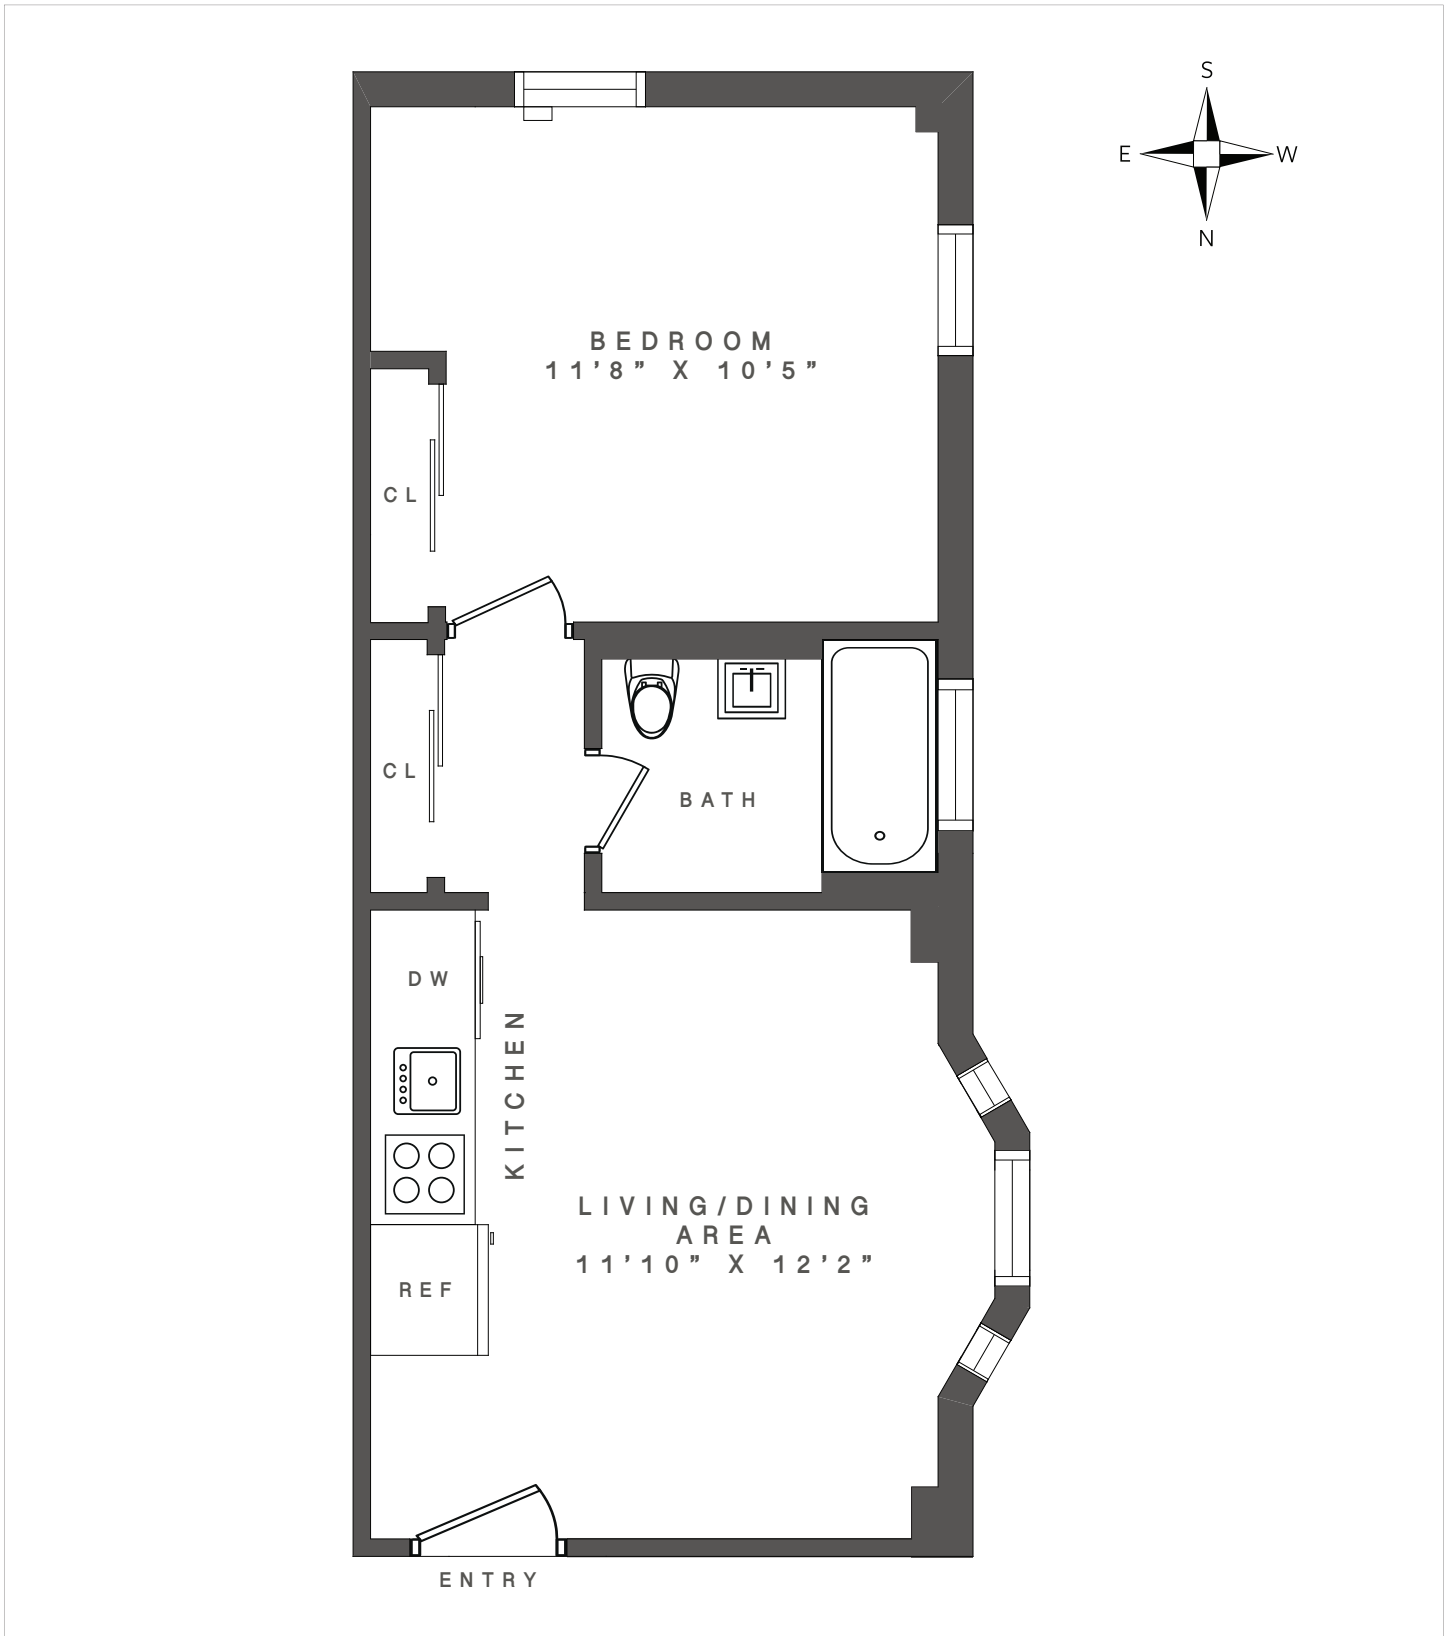 S
E
W
N
BEDROOM
11’8” X 10’5”
CL
CL
BATH
DW
KITCHEN
LIVING/DINING
AREA
11’10” X 12’2”
REF
ENTRY